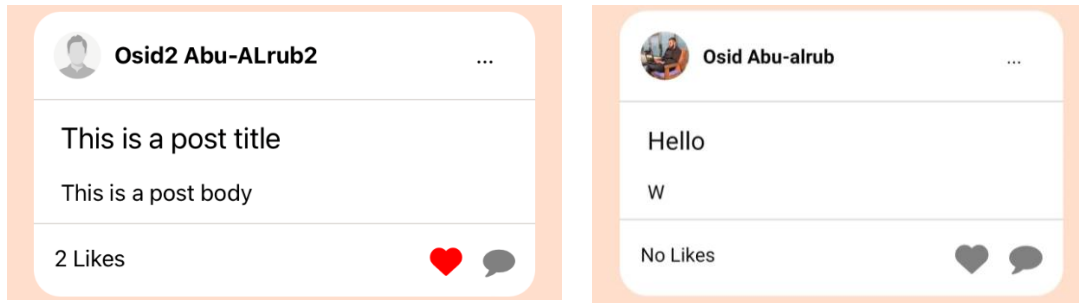 Osid2 Abu-ALrub2 ...
This is a post title
This is a post body
2 Likes
Osid Abu-alrub ...
Hello
W
No Likes